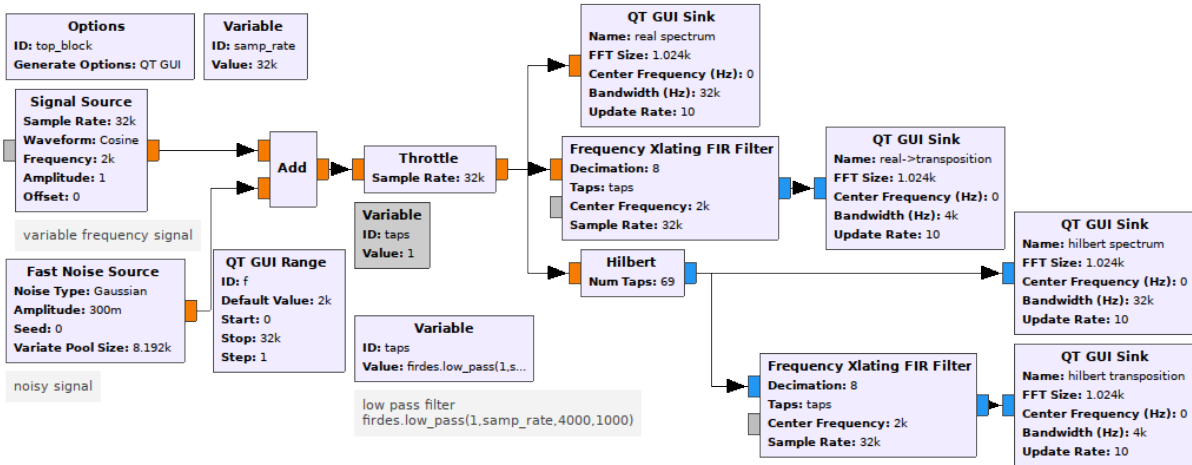 Options
ID: top_block
Generate Options: QT GUI
Variable
ID: samp_rate
Value: 32k
Signal Source
Sample Rate: 32k
Waveform: Cosine
Frequency: 2k
Amplitude: 1
Offset: 0
variable frequency signal
Fast Noise Source
Noise Type: Gaussian
Amplitude: 300m
Seed: 0
Variate Pool Size: 8.192k
noisy signal
QT GUI Range
ID: f
Default Value: 2k
Start: 0
Stop: 32k
Step: 1
Add
Throttle
Sample Rate: 32k
Variable
ID: taps
Value: 1
Variable
ID: taps
Value: firdes.low_pass(1,s...
low pass filter
firdes.low_pass(1,samp_rate,4000,1000)
QT GUI Sink
Name: real spectrum
FFT Size: 1.024k
Center Frequency (Hz): 0
Bandwidth (Hz): 32k
Update Rate: 10
Frequency Xlating FIR Filter
Decimation: 8
Taps: taps
Center Frequency: 2k
Sample Rate: 32k
QT GUI Sink
Name: real->transposition
FFT Size: 1.024k
Center Frequency (Hz): 0
Bandwidth (Hz): 4k
Update Rate: 10
Hilbert
Num Taps: 69
QT GUI Sink
Name: hilbert spectrum
FFT Size: 1.024k
Center Frequency (Hz): 0
Bandwidth (Hz): 32k
Update Rate: 10
Frequency Xlating FIR Filter
Decimation: 8
Taps: taps
Center Frequency: 2k
Sample Rate: 32k
QT GUI Sink
Name: hilbert transposition
FFT Size: 1.024k
Center Frequency (Hz): 0
Bandwidth (Hz): 4k
Update Rate: 10